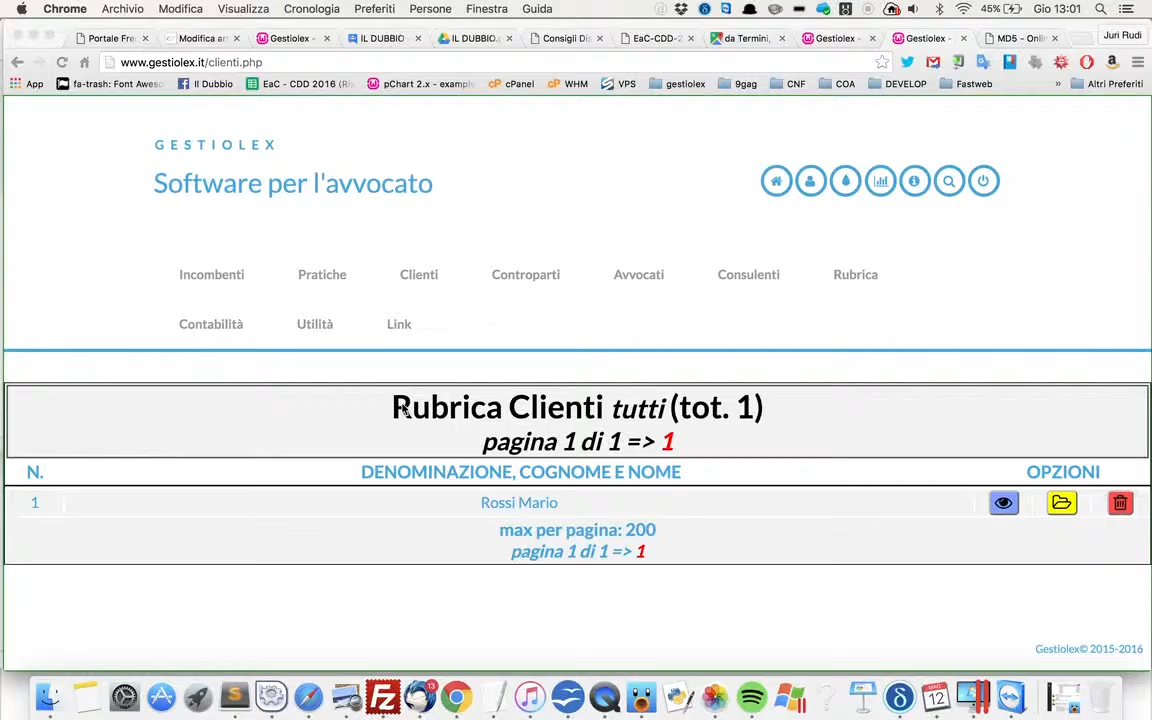 Chrome Archivio Modifica Visualizza Cronologia Preferiti Persone Finestra Guida 45% Gio 13:01
Portale Fre Modifica ar Gestiolex - IL DUBBIO IL DUBBIO. Consigli Dis EaC-CDD-2 da Termini, Gestiolex - Gestiolex - MD5 - Onli Juri Rudi
www.gestiolex.it/clienti.php
App fa-trash: Font Aweso Il Dubbio EaC - CDD 2016 (Ris pChart 2.x - example cPanel WHM VPS gestiolex 9gag CNF COA DEVELOP Fastweb » Altri Preferiti
GESTIOLEX
Software per l'avvocato
Incombenti Pratiche Clienti Controparti Avvocati Consulenti Rubrica
Contabilità Utilità Link
Rubrica Clienti tutti (tot. 1)
pagina 1 di 1 => 1
N. DENOMINAZIONE, COGNOME E NOME OPZIONI
1 Rossi Mario
max per pagina: 200
pagina 1 di 1 => 1
Gestiolex© 2015-2016
13
12